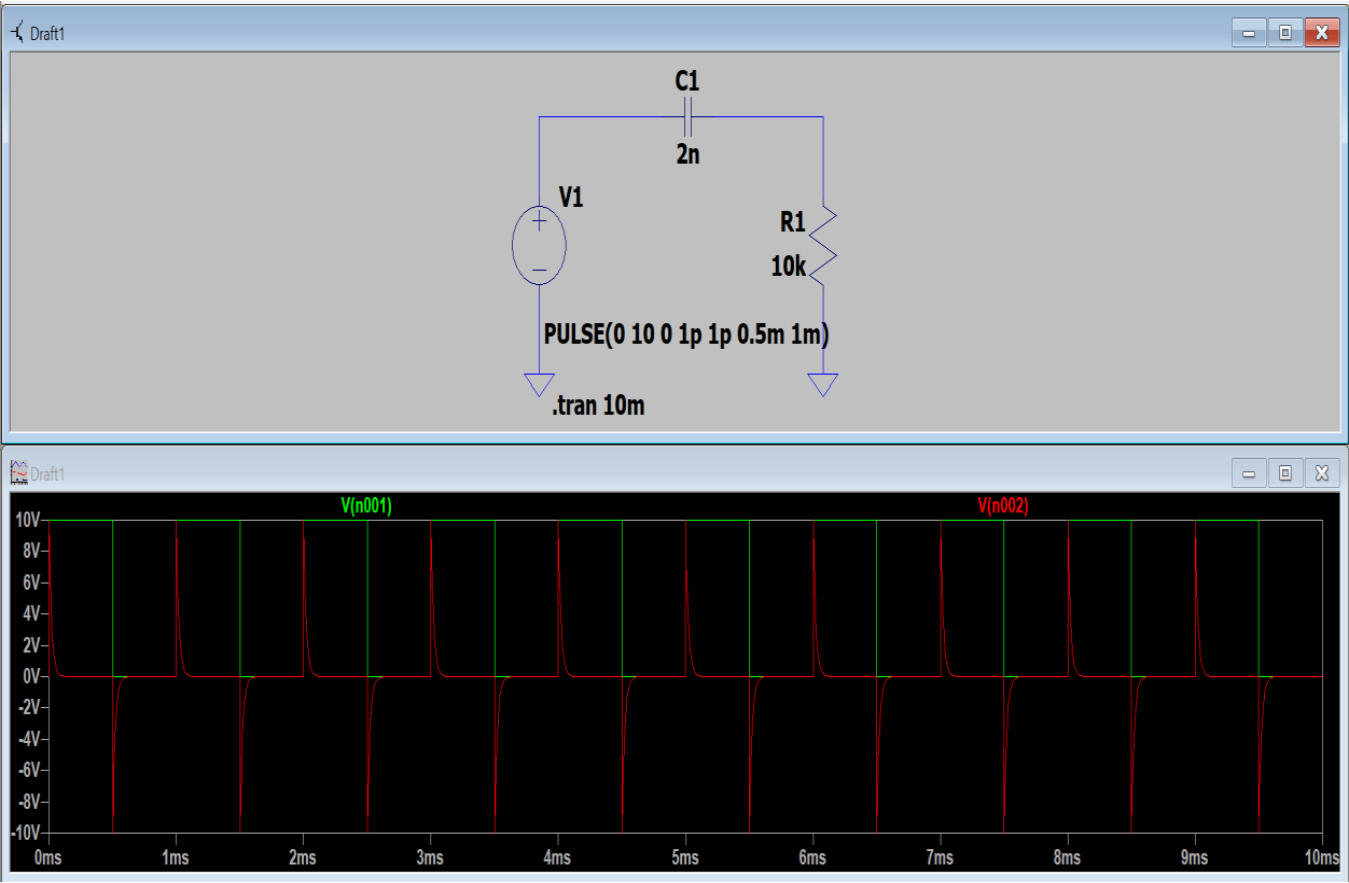 Draft1
C1
2n
V1
R1
10k
PULSE(0 10 0 1p 1p 0.5m 1m)
.tran 10m
Draft1
V(n001) V(n002)
10V
8V
6V
4V
2V
0V
-2V
-4V
-6V
-8V
-10V
0ms 1ms 2ms 3ms 4ms 5ms 6ms 7ms 8ms 9ms 10ms